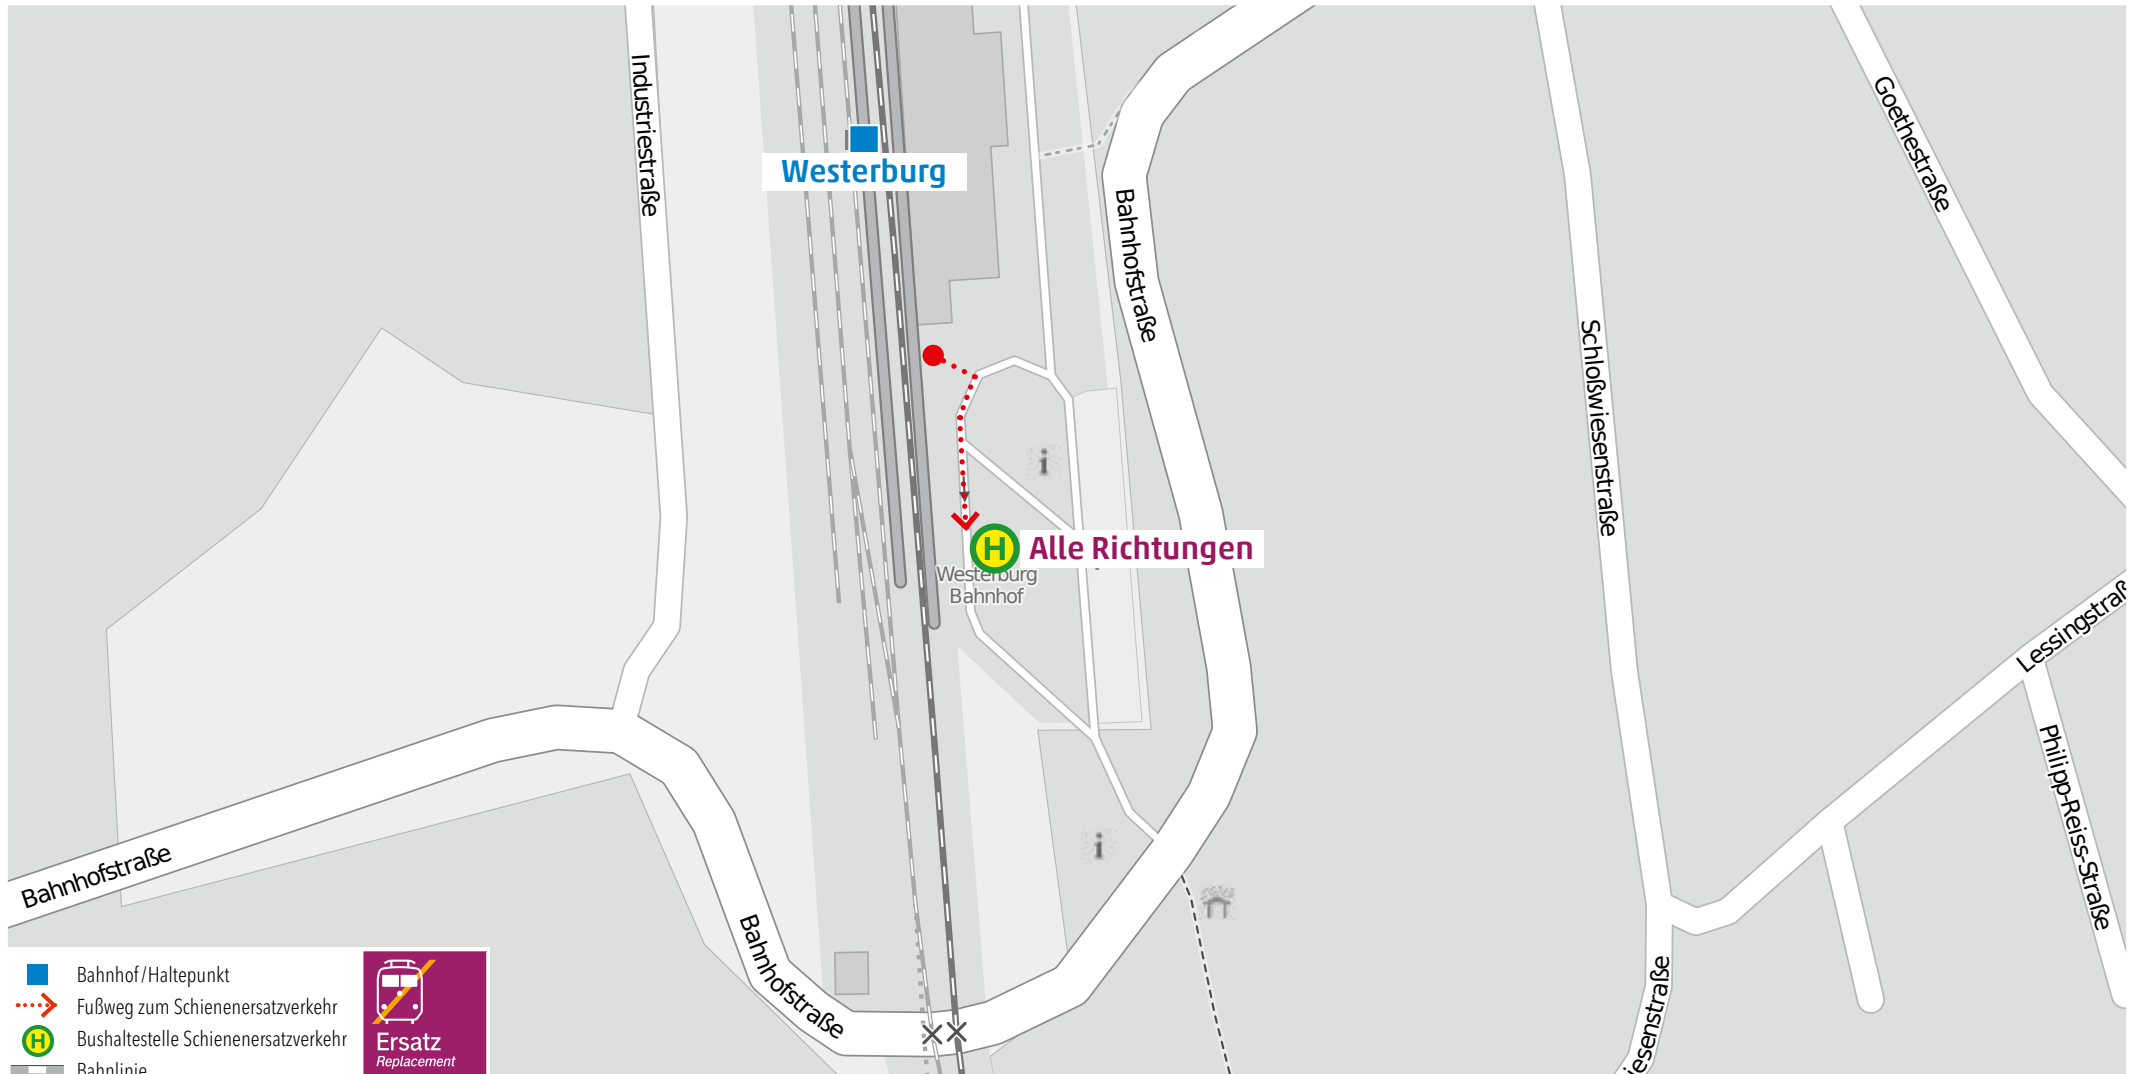 Industriestraße
Westerburg
Bahnhofstraße
Goethestraße
Schloßwiesenstraße
Alle Richtungen
Westerburg
Bahnhof
Philipp-Reiss-Straße
Bahnhofstraße
Bahnhofstraße
Bahnhof/Haltepunkt
Fußweg zum Schienenersatzverkehr
H
H Bushaltestelle Schienenersatzverkehr
Bahnlinie
Ersatz
Replacement
Lessingstraß
iesenstraße
i
i